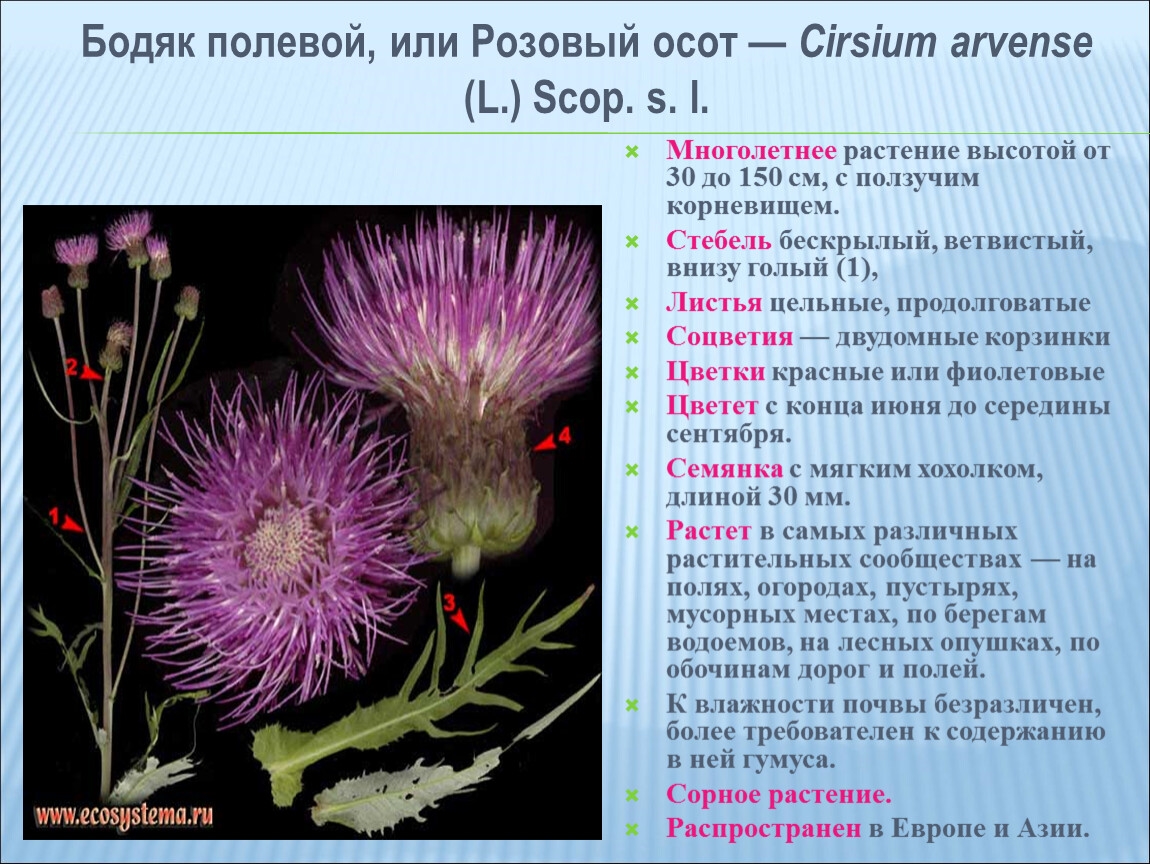 Бодяк полевой, или Розовый осот — Cirsium arvense
(L.) Scop. s. l.
Многолетнее растение высотой от
30 до 150 см, с ползучим
корневищем.
Стебель бескрылый, ветвистый,
внизу голый (1),
Листья цельные, продолговатые
Соцветия — двудомные корзинки
Цветки красные или фиолетовые
Цветет с конца июня до середины
сентября.
Семянка с мягким хохолком,
длиной 30 мм.
Растет в самых различных
растительных сообществах — на
полях, огородах, пустырях,
мусорных местах, по берегам
водоемов, на лесных опушках, по
обочинам дорог и полей.
К влажности почвы безразличен,
более требователен к содержанию
в ней гумуса.
Сорное растение.
Распространен в Европе и Азии.
2
4
1
3
www.ecosystema.ru